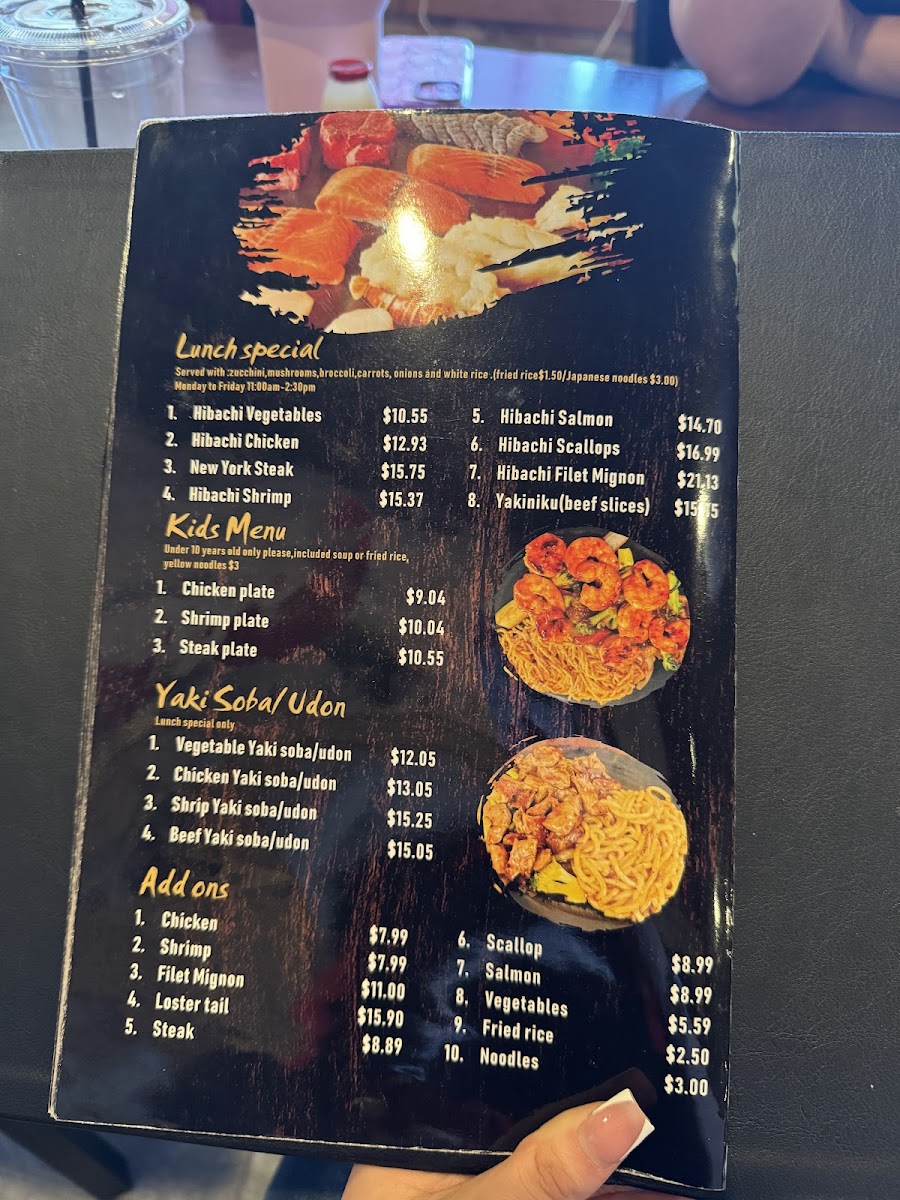 Lunch special
Served with :zucchini,mushrooms,broccoli,carrots, onions and white rice .(fried rice$1.50/Japanese noodles $3.00)
Monday to Friday 11:00am-2:30pm
1. Hibachi Vegetables $10.55
2. Hibachi Chicken $12.93
3. New York Steak $15.75
4. Hibachi Shrimp $15.37
5. Hibachi Salmon $14.70
6. Hibachi Scallops $16.99
7. Hibachi Filet Mignon $21.13
8. Yakiniku(beef slices)
Kids Menu
Under 10 years old only please,included soup or fried rice,
yellow noodles $3
1. Chicken plate $9.04
2. Shrimp plate $10.04
3. Steak plate $10.55
Yaki Soba/Udon
Lunch special only
1. Vegetable Yaki soba/udon $12.05
2. Chicken Yaki soba/udon $13.05
3. Shrip Yaki soba/udon $15.25
4. Beef Yaki soba/udon $15.05
Add ons
1. Chicken $7.99
2. Shrimp $7.99
3. Filet Mignon $11.00
4. Loster tail $15.90
5. Steak $8.89
6. Scallop $8.99
7. Salmon $8.99
8. Vegetables $5.59
9. Fried rice $2.50
10. Noodles $3.00